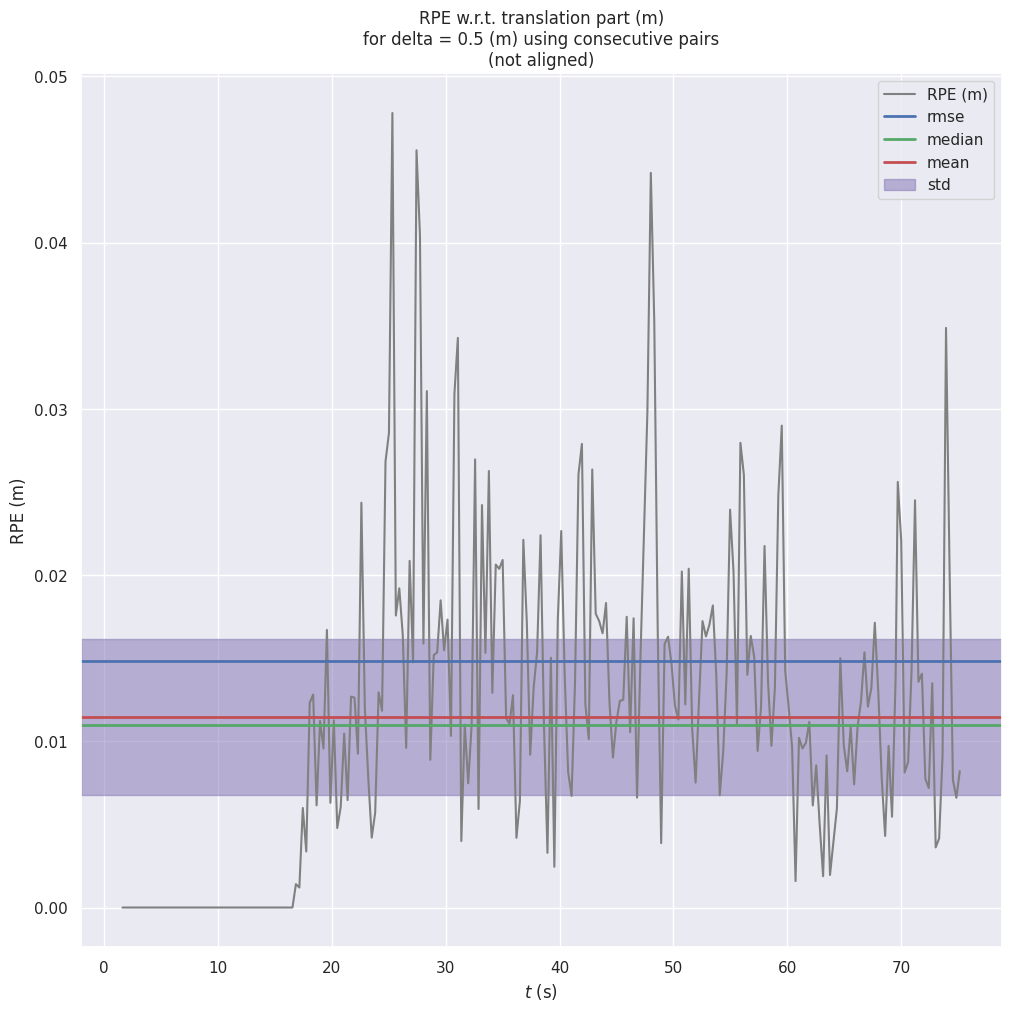 RPE w.r.t. translation part (m)
for delta = 0.5 (m) using consecutive pairs
(not aligned)
RPE (m)
rmse
median
mean
std
0.05
0.04
0.03
0.02
0.01
0.00
RPE (m)
0 10 20 30 40 50 60 70
t (s)